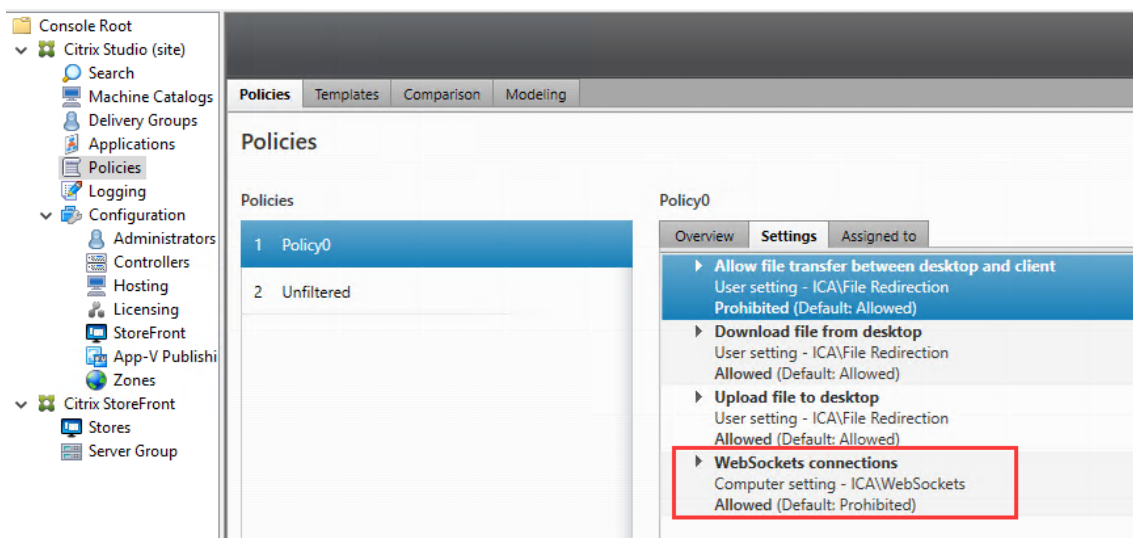 Console Root
Citrix Studio (site)
Search
Machine Catalogs
Delivery Groups
Applications
Policies
Logging
Configuration
Administrators
Controllers
Hosting
Licensing
StoreFront
App-V Publishi
Zones
Citrix StoreFront
Stores
Server Group
Policies Templates Comparison Modeling
Policies
Policies
1 Policy0
2 Unfiltered
Policy0
Overview Settings Assigned to
Allow file transfer between desktop and client
User setting - ICA\File Redirection
Prohibited (Default: Allowed)
Download file from desktop
User setting - ICA\File Redirection
Allowed (Default: Allowed)
Upload file to desktop
User setting - ICA\File Redirection
Allowed (Default: Allowed)
WebSockets connections
Computer setting - ICA\WebSockets
Allowed (Default: Prohibited)